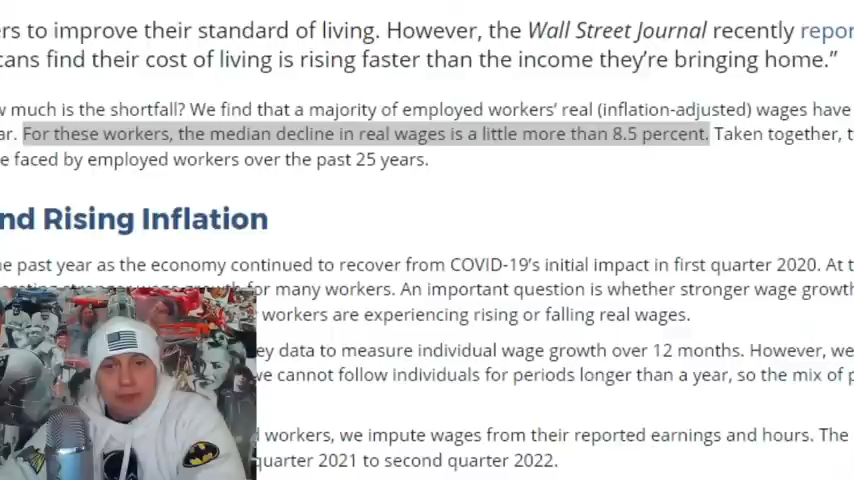 ers to improve their standard of living. However, the Wall Street Journal recently repor
cans find their cost of living is rising faster than the income they’re bringing home.”
w much is the shortfall? We find that a majority of employed workers’ real (inflation-adjusted) wages have
ar. For these workers, the median decline in real wages is a little more than 8.5 percent. Taken together, t
e faced by employed workers over the past 25 years.
nd Rising Inflation
he past year as the economy continued to recover from COVID-19’s initial impact in first quarter 2020. At t
for many workers. An important question is whether stronger wage growth
workers are experiencing rising or falling real wages.
ey data to measure individual wage growth over 12 months. However, we
we cannot follow individuals for periods longer than a year, so the mix of p
d workers, we impute wages from their reported earnings and hours. The
quarter 2021 to second quarter 2022.